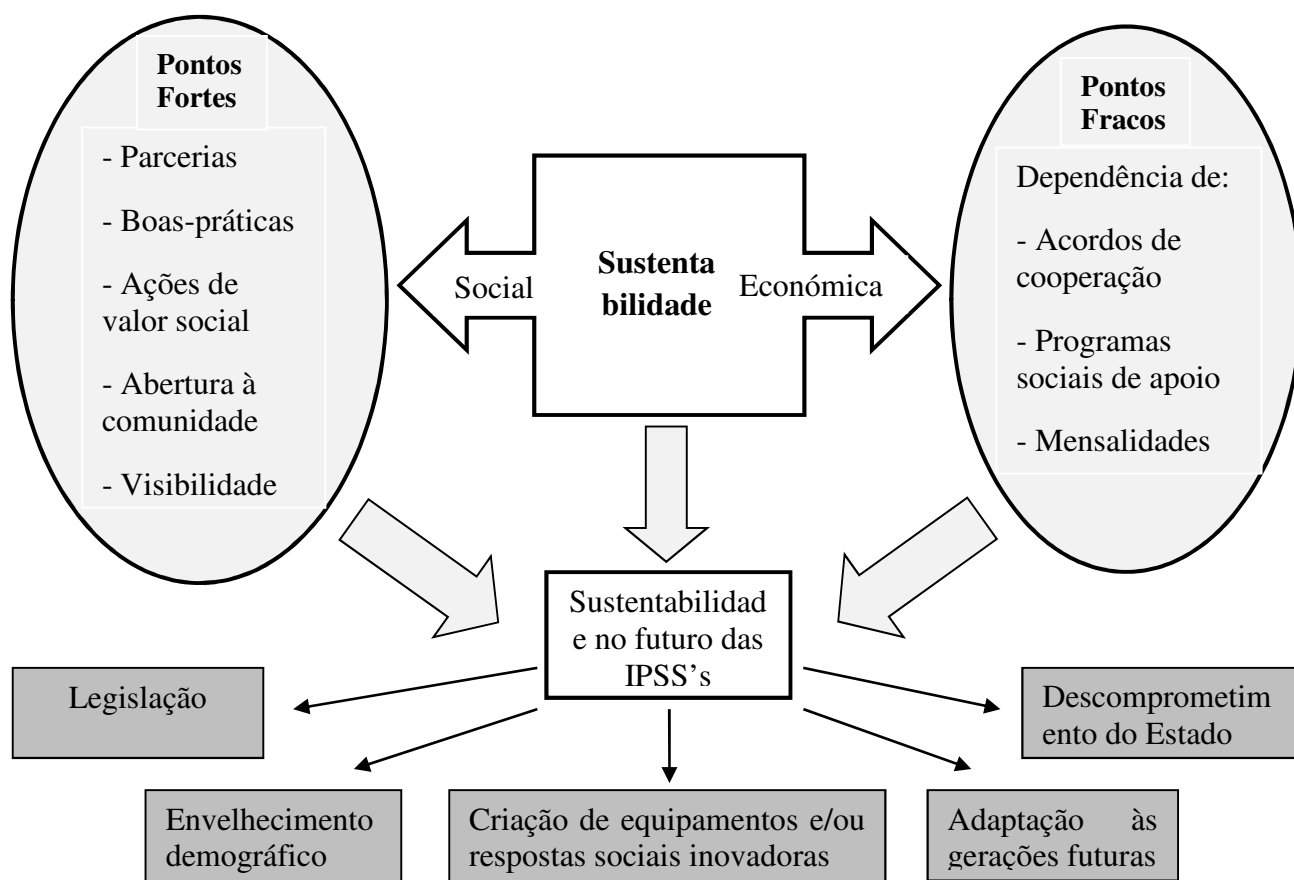 Pontos
Fortes
- Parcerias
- Boas-práticas
- Ações de
valor social
- Abertura à
comunidade
- Visibilidade
Social
Sustenta
bilidade
Económica
Pontos
Fracos
Dependência de:
- Acordos de
cooperação
- Programas
sociais de apoio
- Mensalidades
Sustentabilidad
e no futuro das
IPSS’s
Legislação
Descomprometim
ento do Estado
Envelhecimento
demográfico
Criação de equipamentos e/ou
respostas sociais inovadoras
Adaptação às
gerações futuras